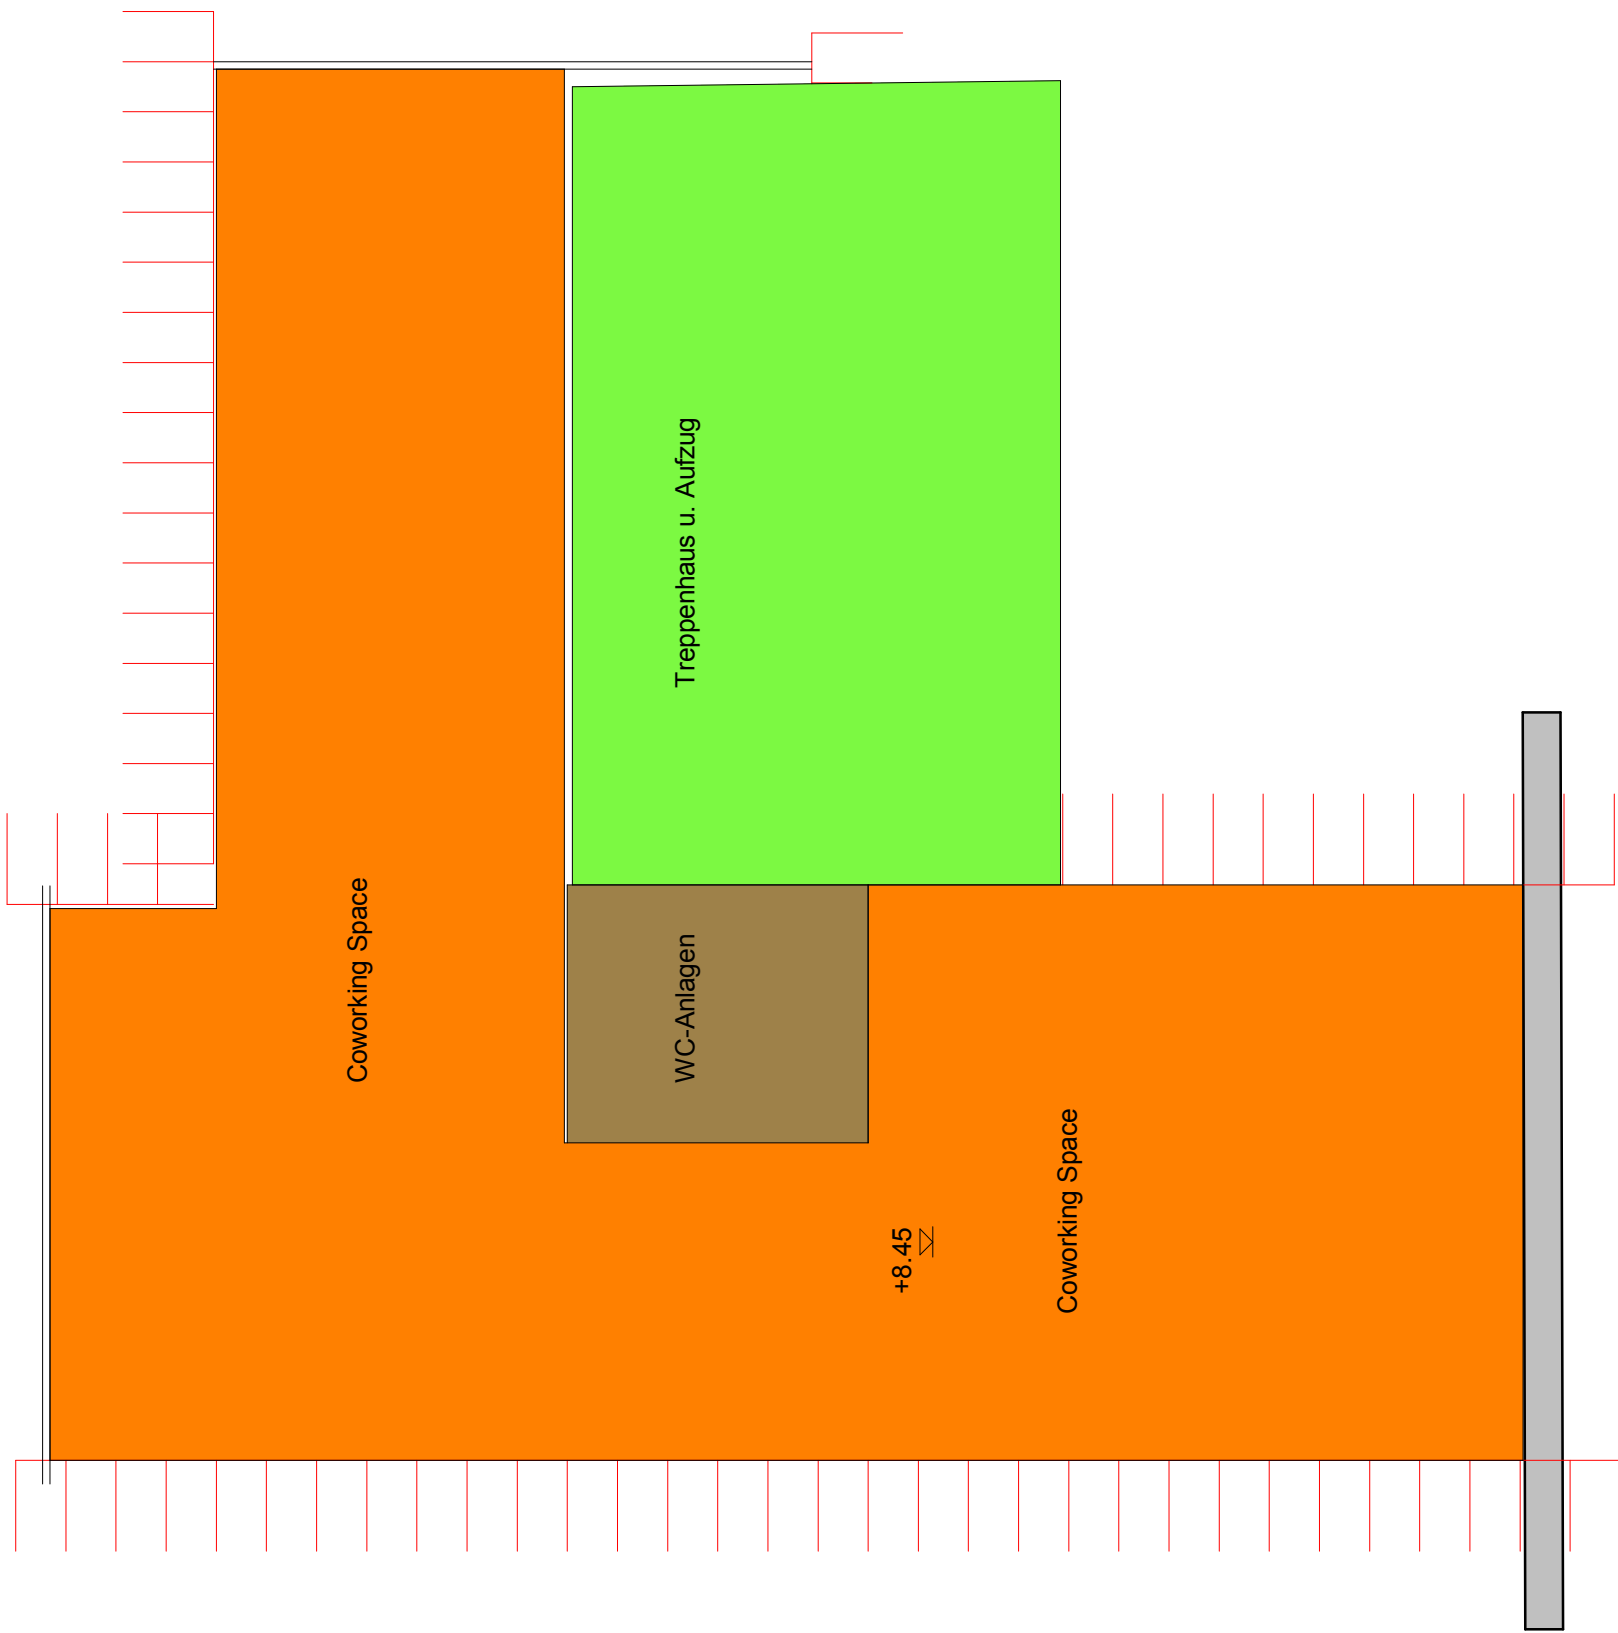 Coworking Space
Treppenhaus u. Aufzug
WC-Anlagen
+8.45
Coworking Space